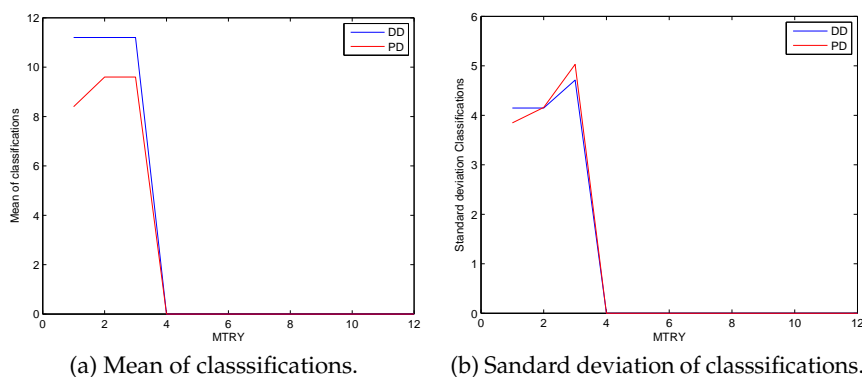 12
10
8
6
4
2
0
Mean of classifications
0 2 4 6 8 10 12
MTRY
DD
PD
(a) Mean of classsifications.
6
5
4
3
2
1
0
Standard deviation Classifications
0 2 4 6 8 10 12
MTRY
DD
PD
(b) Sandard deviation of classsifications.